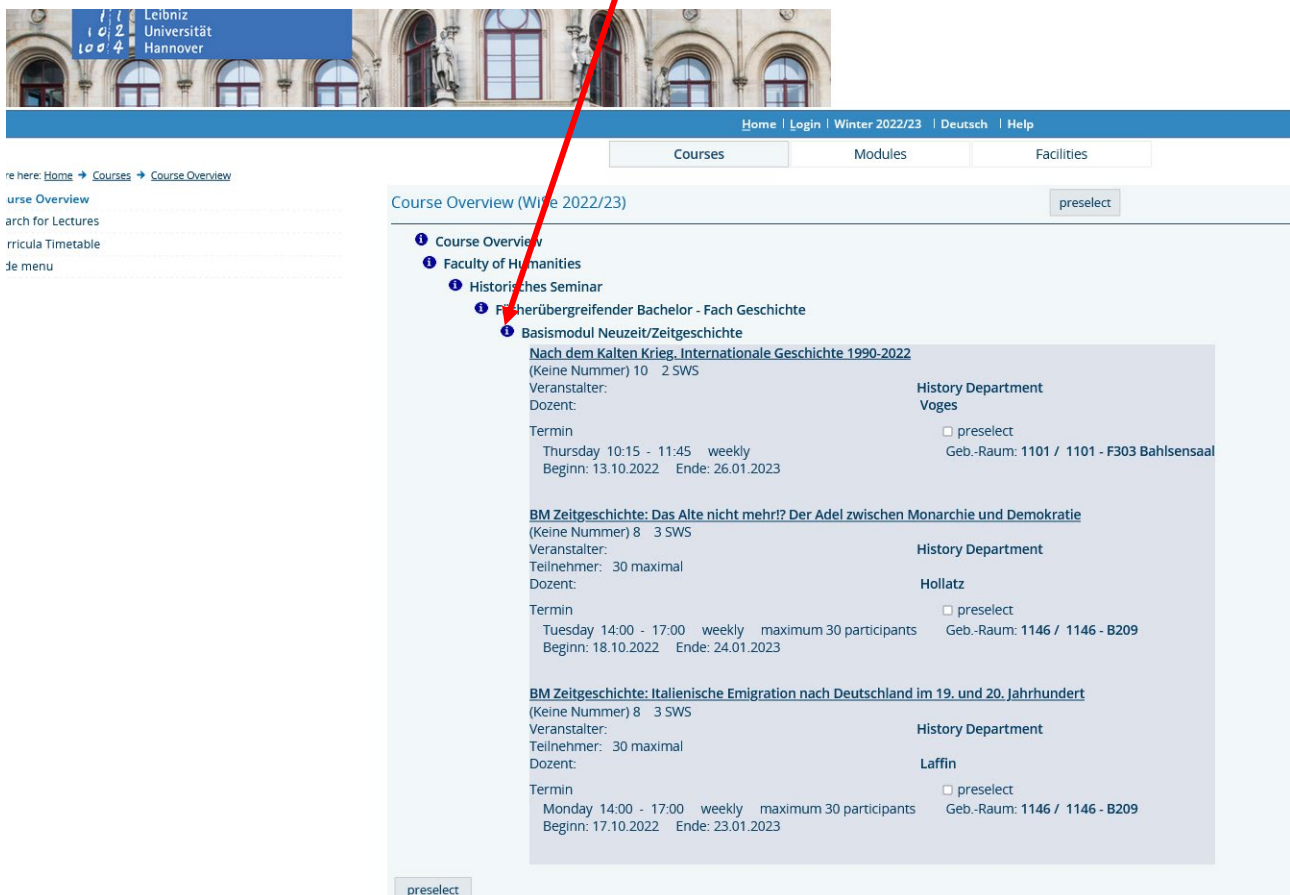 Leibniz
Universität
Hannover
Home | Login | Winter 2022/23 | Deutsch | Help
Courses Modules Facilities
re here: Home → Courses → Course Overview
urse Overview
arch for Lectures
rricula Timetable
de menu
Course Overview (WiSe 2022/23) preselect
Course Overview
Faculty of Humanities
Historisches Seminar
Fächerübergreifender Bachelor - Fach Geschichte
Basismodul Neuzeit/Zeitgeschichte
Nach dem Kalten Krieg. Internationale Geschichte 1990-2022
(Keine Nummer) 10 2 SWS
Veranstalter: History Department
Dozent: Voges
Termin preselect
Thursday 10:15 - 11:45 weekly Geb.-Raum: 1101 / 1101 - F303 Bahlsensaal
Beginn: 13.10.2022 Ende: 26.01.2023
BM Zeitgeschichte: Das Alte nicht mehr!? Der Adel zwischen Monarchie und Demokratie
(Keine Nummer) 8 3 SWS
Veranstalter: History Department
Teilnehmer: 30 maximal
Dozent: Hollatz
Termin preselect
Tuesday 14:00 - 17:00 weekly maximum 30 participants Geb.-Raum: 1146 / 1146 - B209
Beginn: 18.10.2022 Ende: 24.01.2023
BM Zeitgeschichte: Italienische Emigration nach Deutschland im 19. und 20. Jahrhundert
(Keine Nummer) 8 3 SWS
Veranstalter: History Department
Teilnehmer: 30 maximal
Dozent: Laffin
Termin preselect
Monday 14:00 - 17:00 weekly maximum 30 participants Geb.-Raum: 1146 / 1146 - B209
Beginn: 17.10.2022 Ende: 23.01.2023
preselect